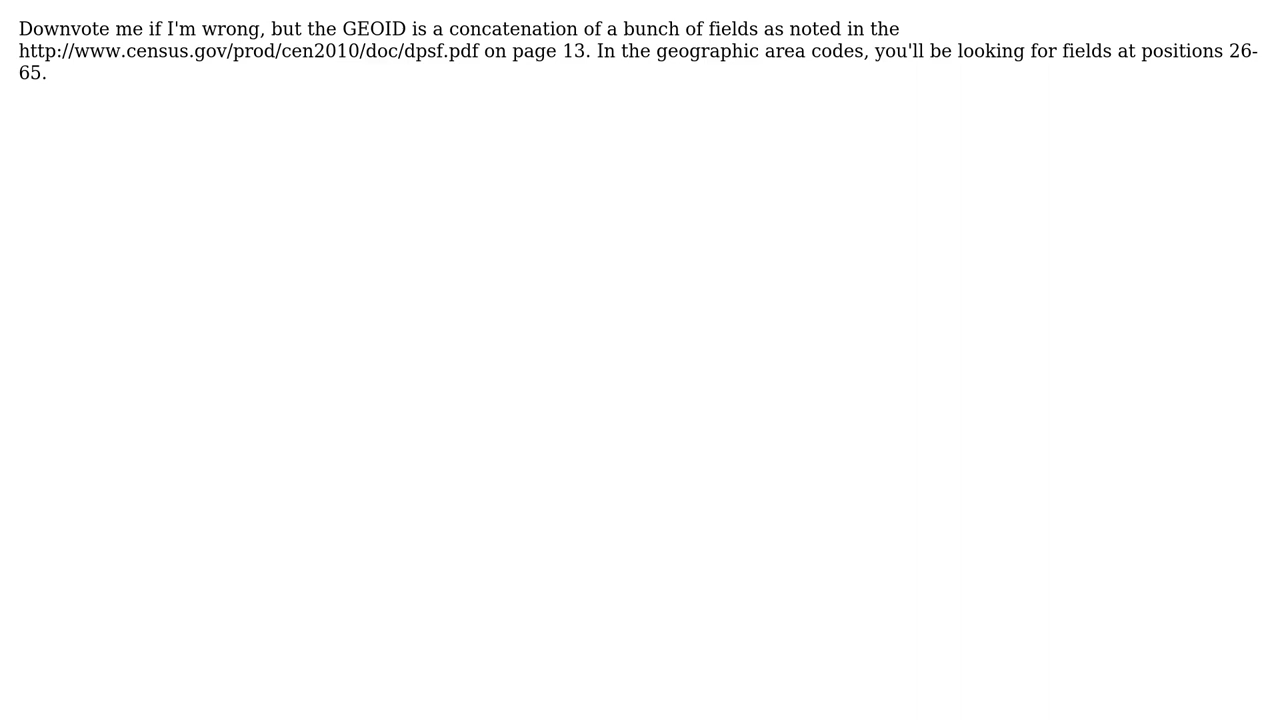 Downvote me if I'm wrong, but the GEOID is a concatenation of a bunch of fields as noted in the
http://www.census.gov/prod/cen2010/doc/dpsf.pdf on page 13. In the geographic area codes, you'll be looking for fields at positions 26-
65.